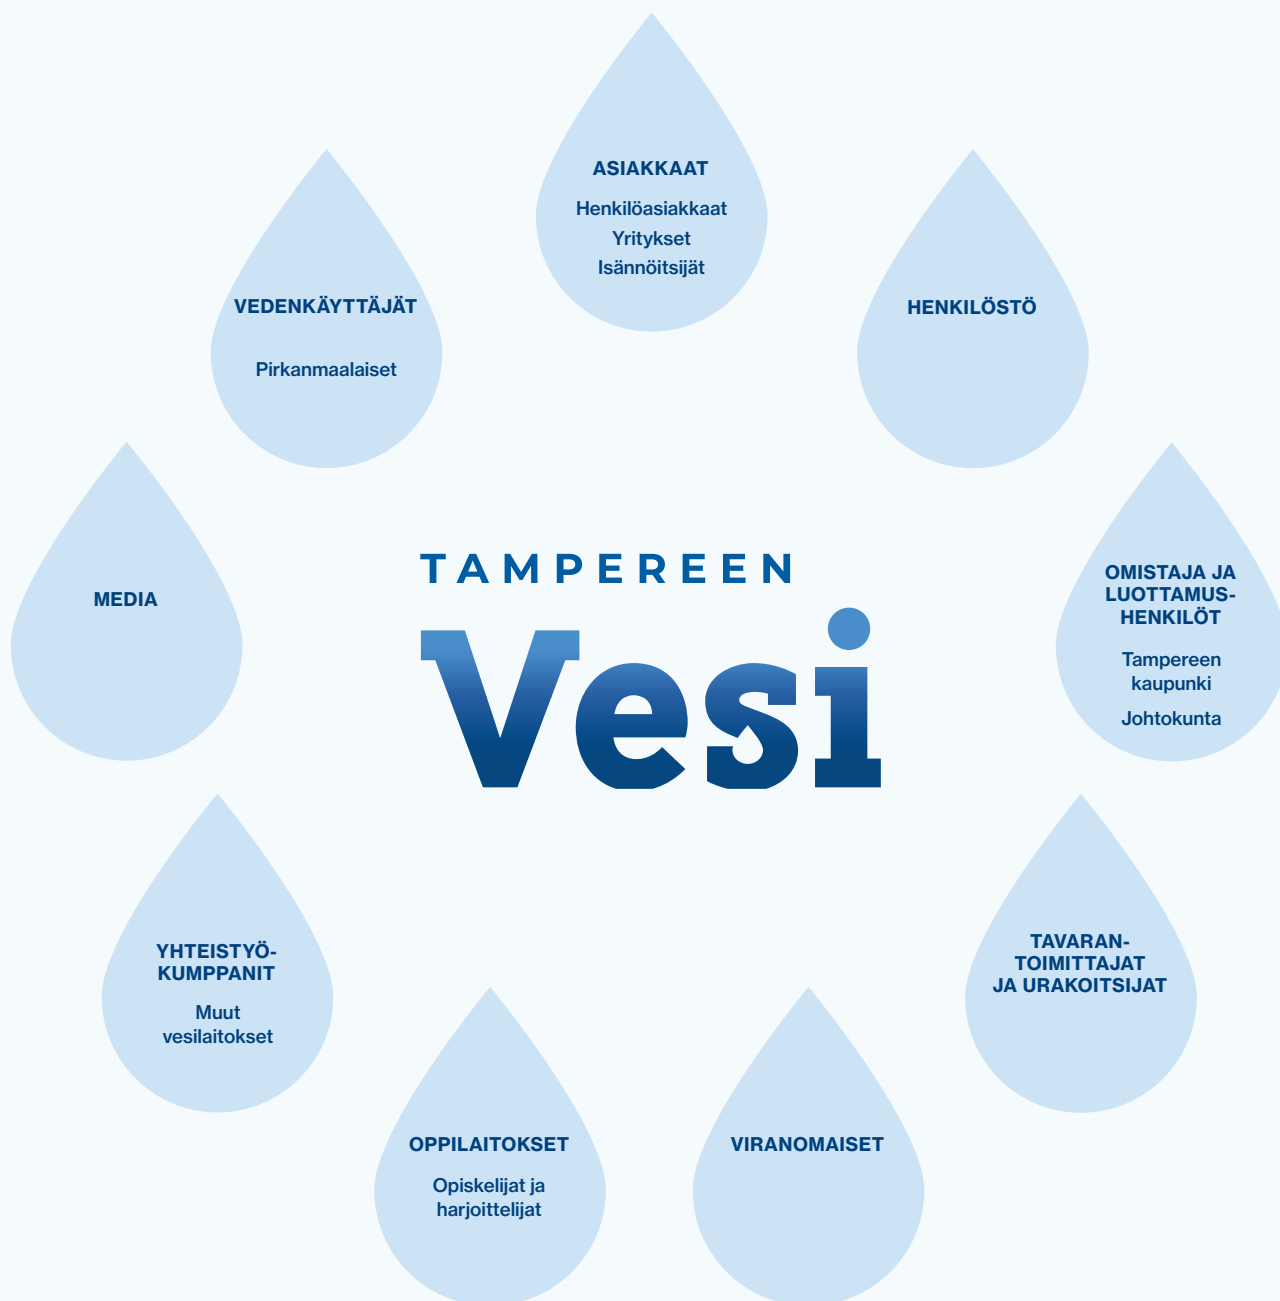 ASIAKKAAT
Henkilöasiakkaat
Yritykset
Isännöitsijät
VEDENKÄYTTÄJÄT
Pirkanmaalaiset
HENKILÖSTÖ
MEDIA
TAMPEREEN
Vesi
OMISTAJA JA
LUOTTAMUS-
HENKILÖT
Tampereen
kaupunki
Johtokunta
YHTEISTYÖ-
KUMPPANIT
Muut
vesilaitokset
TAVARAN-
TOIMITTAJAT
JA URAKOITSIJAT
OPPILAITOKSET
Opiskelijat ja
harjoittelijat
VIRANOMAISET